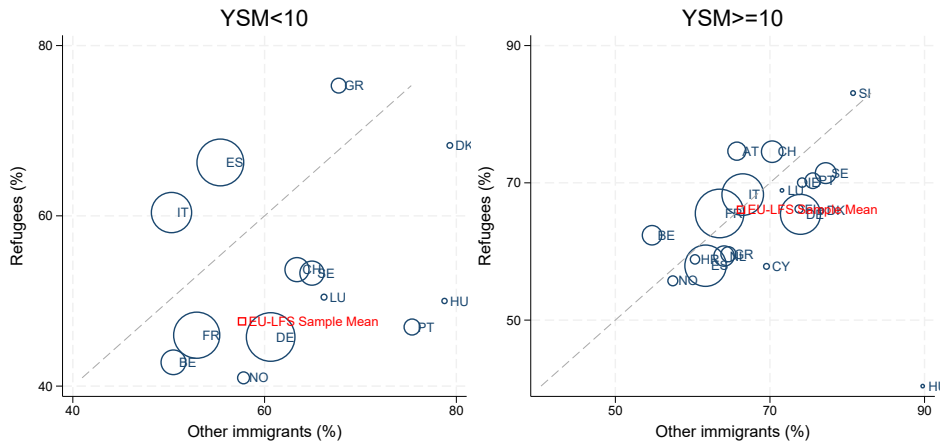 YSM<10
YSM>=10
Refugees (%)
80
60
40
GR
DK
ES
IT
CH
SE
LU
HU
EU-LFS Sample Mean
PT
FR
DE
BE
NO
40
60
80
Other immigrants (%)
Refugees (%)
90
70
50
SI
AT
CH
SE
PT
IE
LU
IT
EU-LFS Sample Mean
FR
DK
DE
BE
GR
NL
HR
ES
CY
NO
HU
50
70
90
Other immigrants (%)